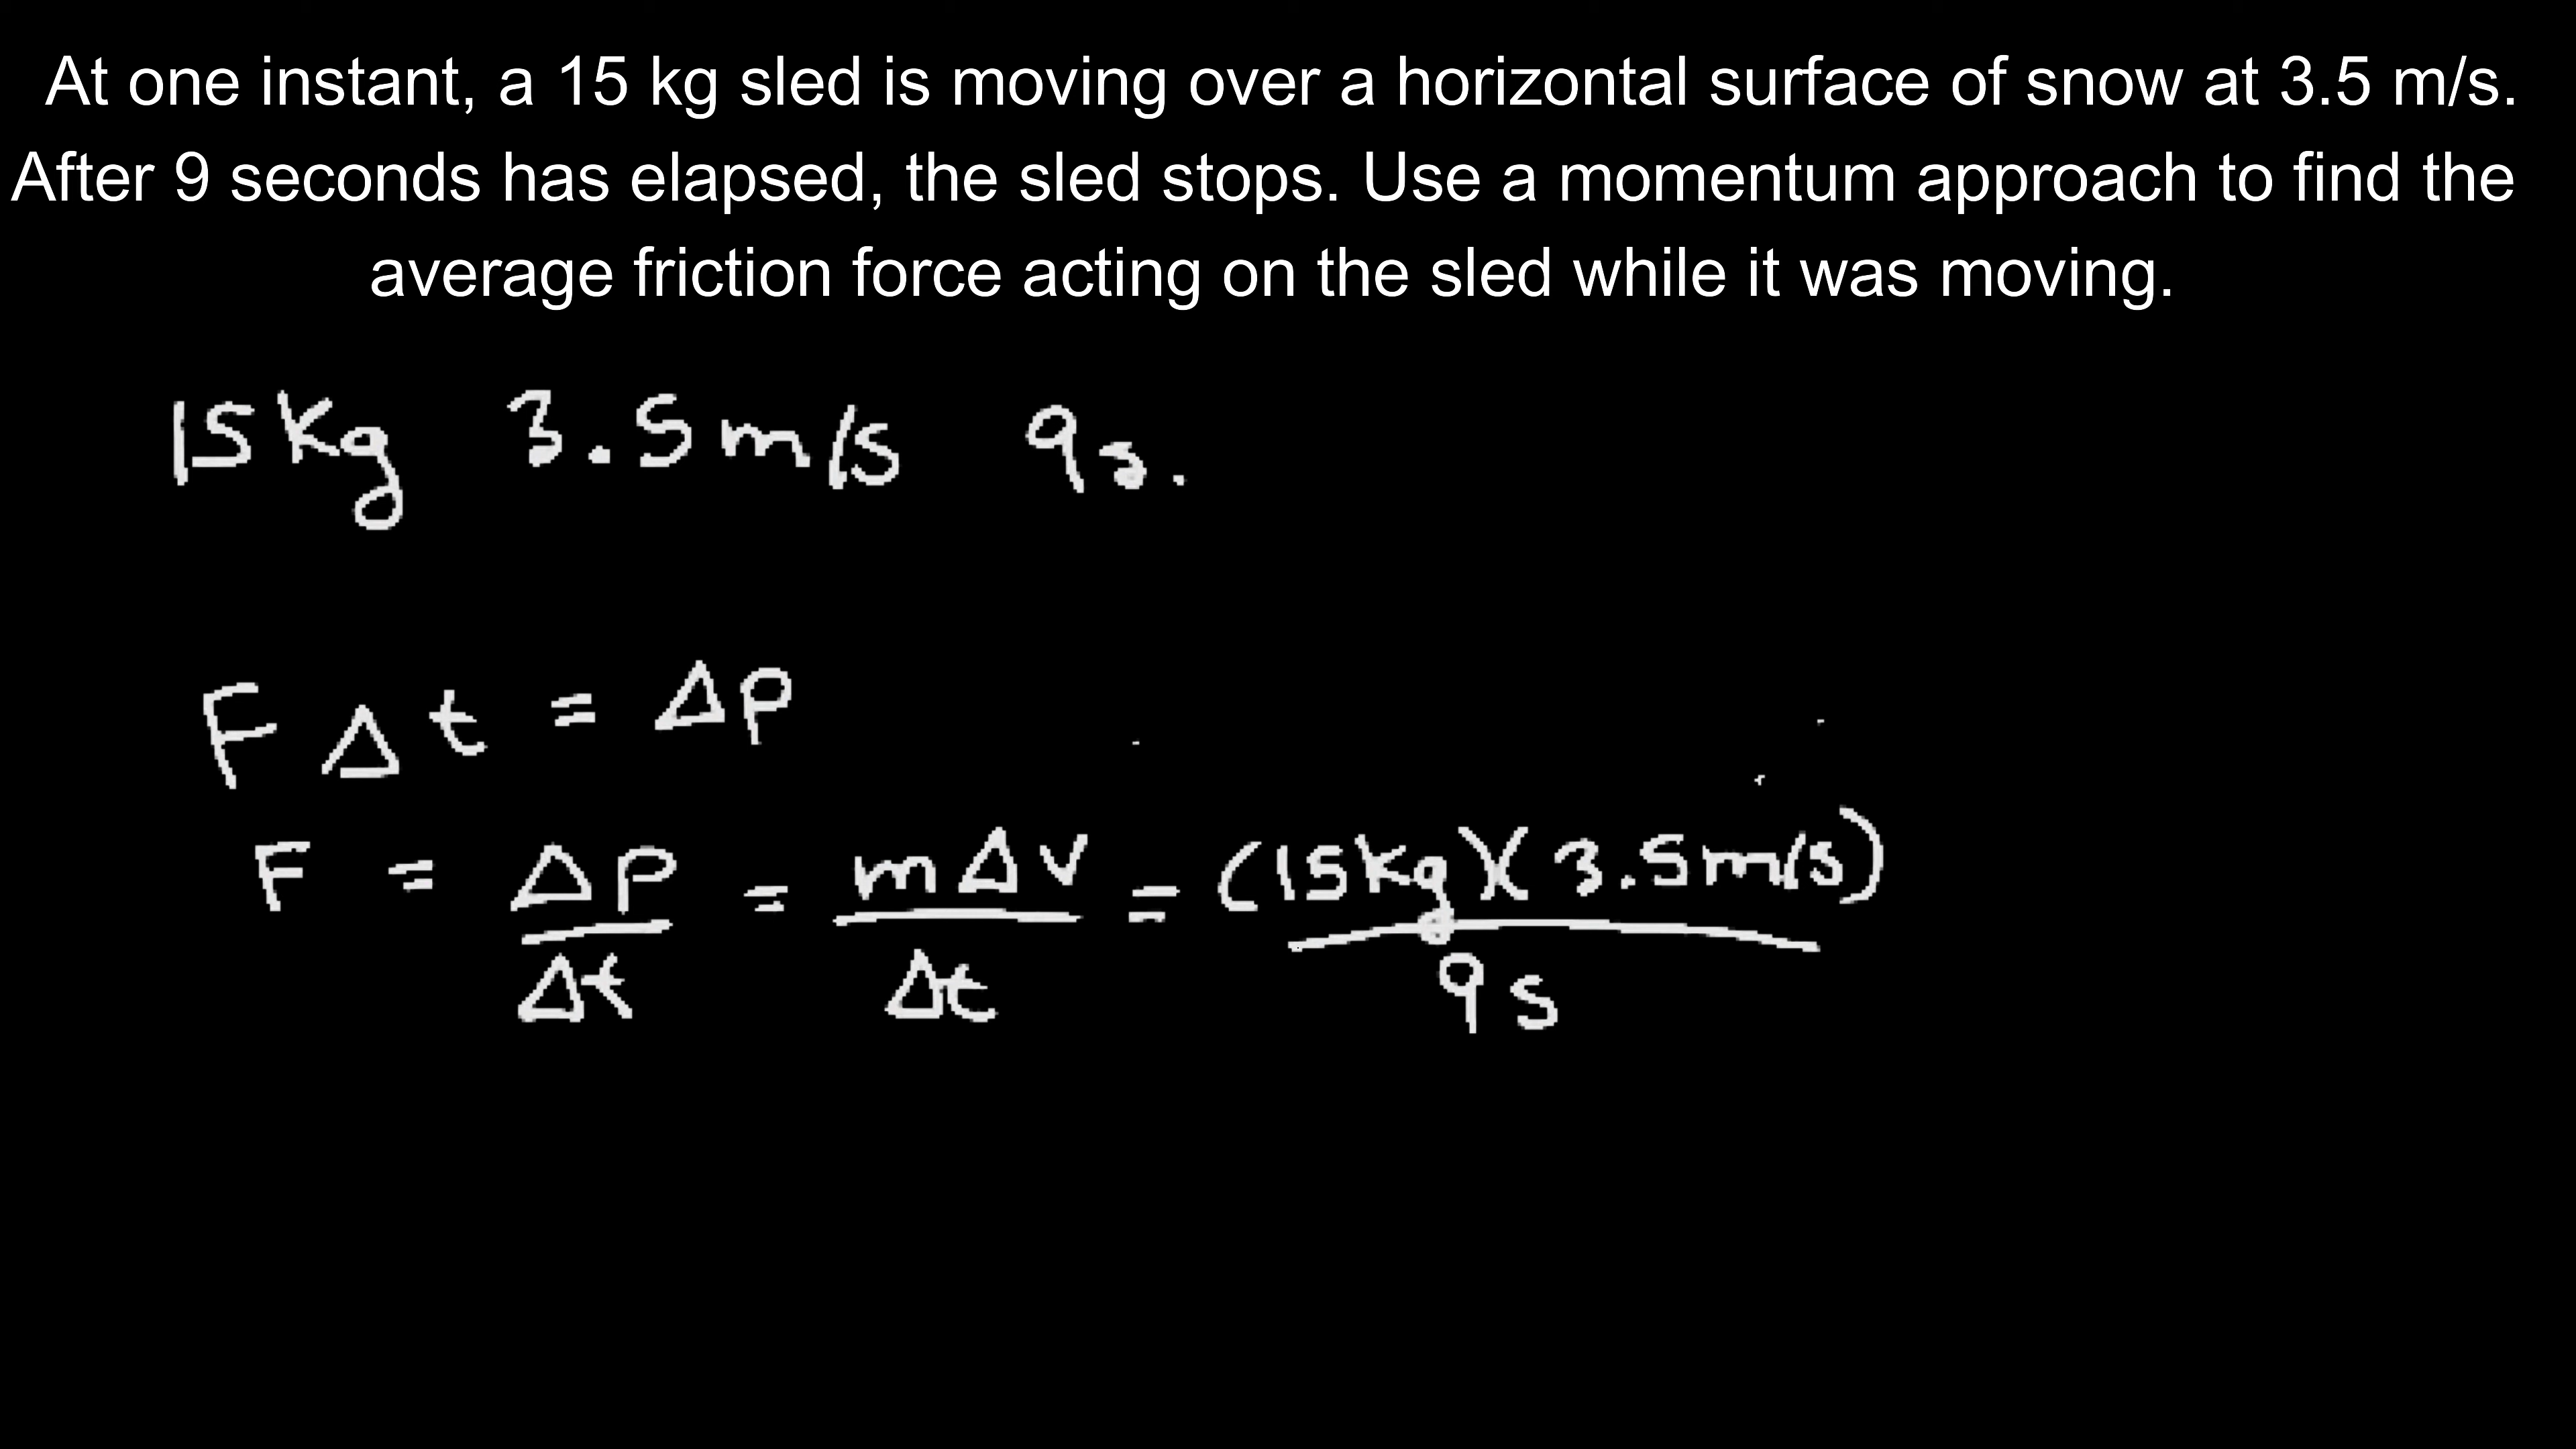 At one instant, a 15 kg sled is moving over a horizontal surface of snow at 3.5 m/s.
After 9 seconds has elapsed, the sled stops. Use a momentum approach to find the
average friction force acting on the sled while it was moving.
15kg 3.5m/s 9s.
FΔt = Δp
F = Δp/Δt = mΔv/Δt = (15kg)(3.5m/s)/9s